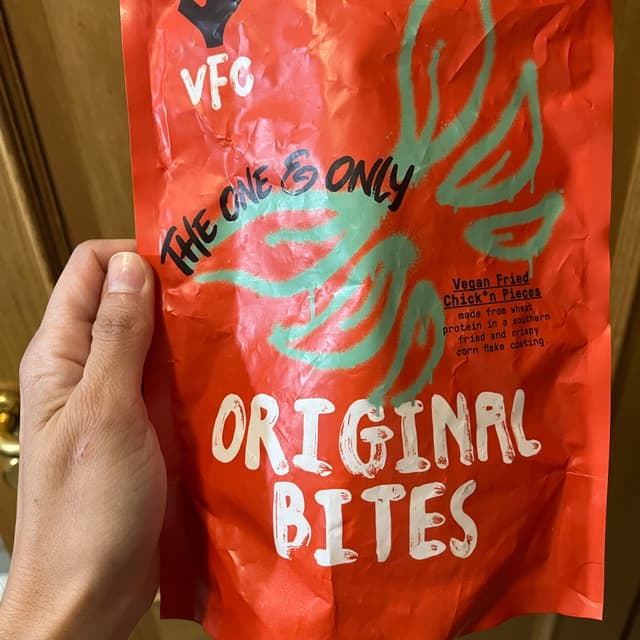 VFC
THE ONE & ONLY
Vegan Fried
Chick*n Pieces
made from wheat
protein in a southern
fried and crispy
corn flake coating.
ORIGINAL
BITES